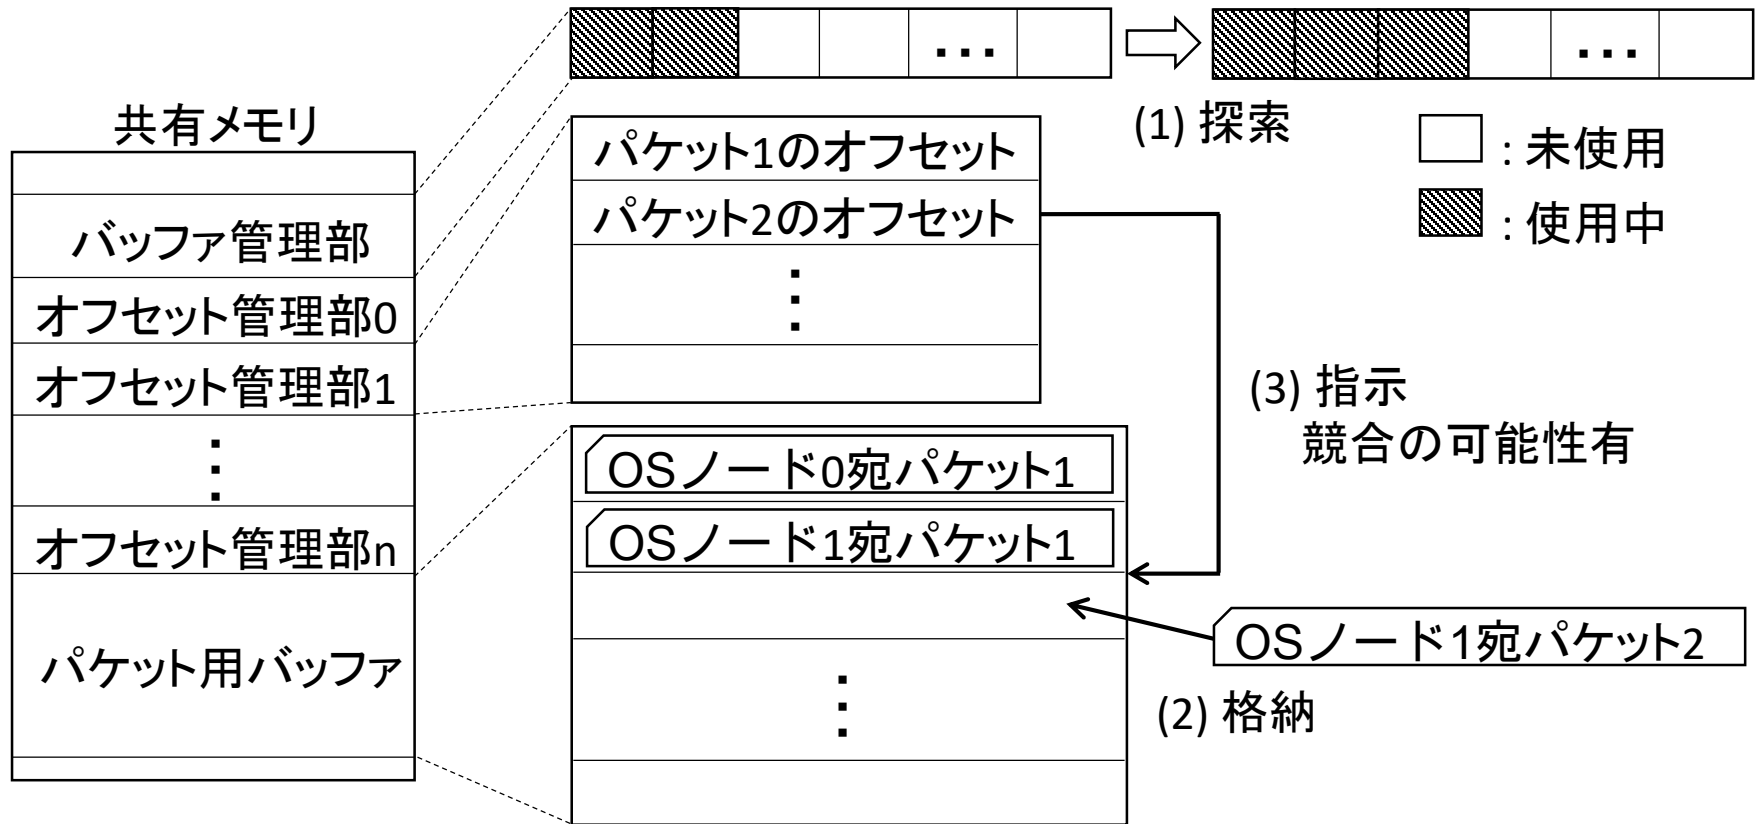 共有メモリ
バッファ管理部
オフセット管理部0
オフセット管理部1
⋮
オフセット管理部n
パケット用バッファ
...
...
(1) 探索
: 未使用
: 使用中
パケット1のオフセット
パケット2のオフセット
⋮
(3) 指示
競合の可能性有
OSノード0宛パケット1
OSノード1宛パケット1
⋮
OSノード1宛パケット2
(2) 格納